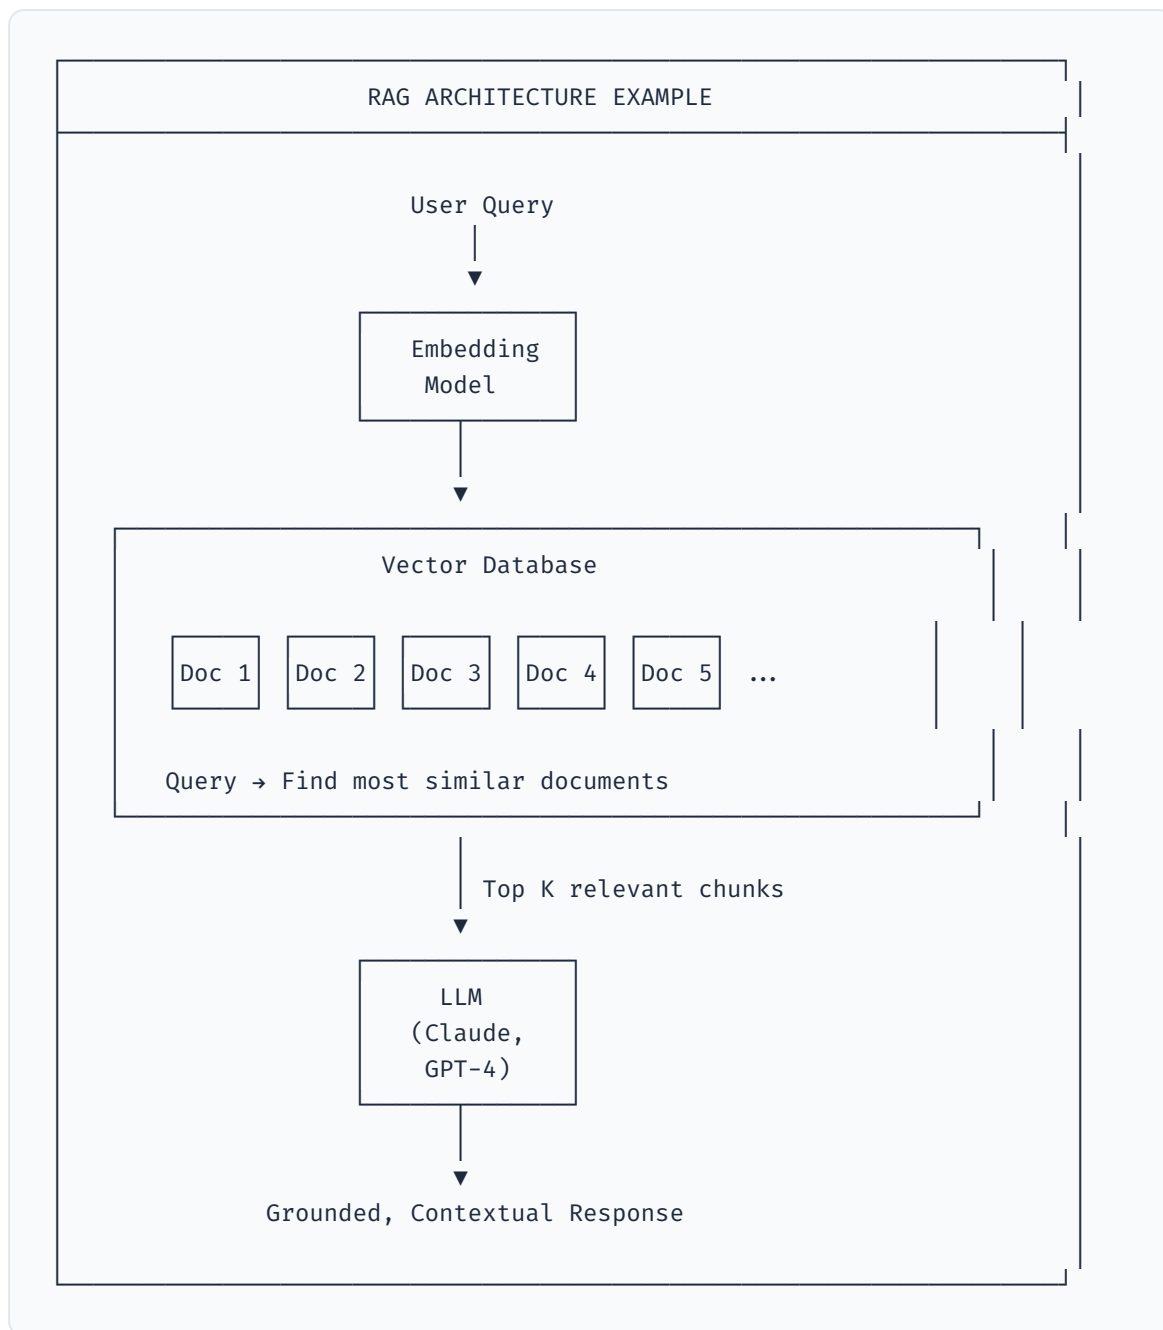 RAG ARCHITECTURE EXAMPLE
User Query
Embedding
Model
Vector Database
Doc 1 Doc 2 Doc 3 Doc 4 Doc 5 ...
Query → Find most similar documents
Top K relevant chunks
LLM
(Claude,
GPT-4)
Grounded, Contextual Response